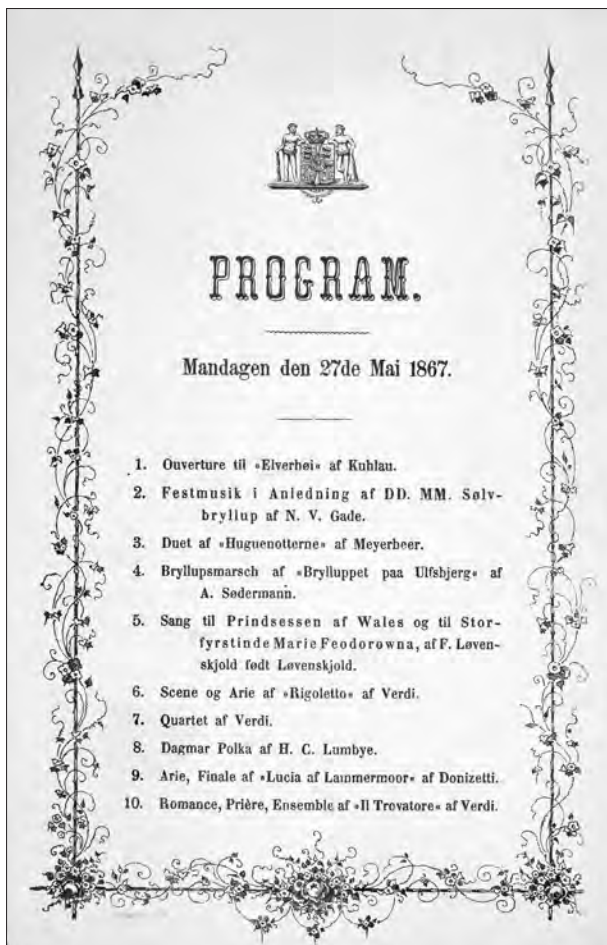 PROGRAM.
Mandagen den 27de Mai 1867.
1. Ouverture til »Elverhøi« af Kuhlau.
2. Festmusik i Anledning af DD. MM. Sølv-
bryllup af N. V. Gade.
3. Duet af »Huguenotterne« af Meyerbeer.
4. Bryllupsmarsch af »Brylluppet paa Ulfsbjerg« af
A. Sødermann.
5. Sang til Prindsessen af Wales og til Stor-
fyrstinde Marie Feodorowna, af F. Løven-
skjold født Løvenskjold.
6. Scene og Arie af »Rigoletto« af Verdi.
7. Quartet af Verdi.
8. Dagmar Polka af H. C. Lumbye.
9. Arie, Finale af »Lucia af Lammermoor« af Donizetti.
10. Romance, Prière, Ensemble af »Il Trovatore« af Verdi.